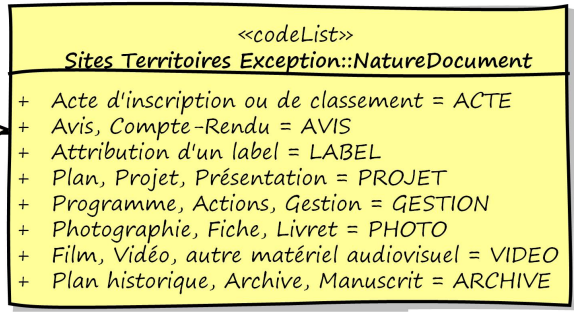 «codeList»
Sites Territoires Exception::NatureDocument
+ Acte d'inscription ou de classement = ACTE
+ Avis, Compte-Rendu = AVIS
+ Attribution d'un label = LABEL
+ Plan, Projet, Présentation = PROJET
+ Programme, Actions, Gestion = GESTION
+ Photographie, Fiche, Livret = PHOTO
+ Film, Vidéo, autre matériel audiovisuel = VIDEO
+ Plan historique, Archive, Manuscrit = ARCHIVE